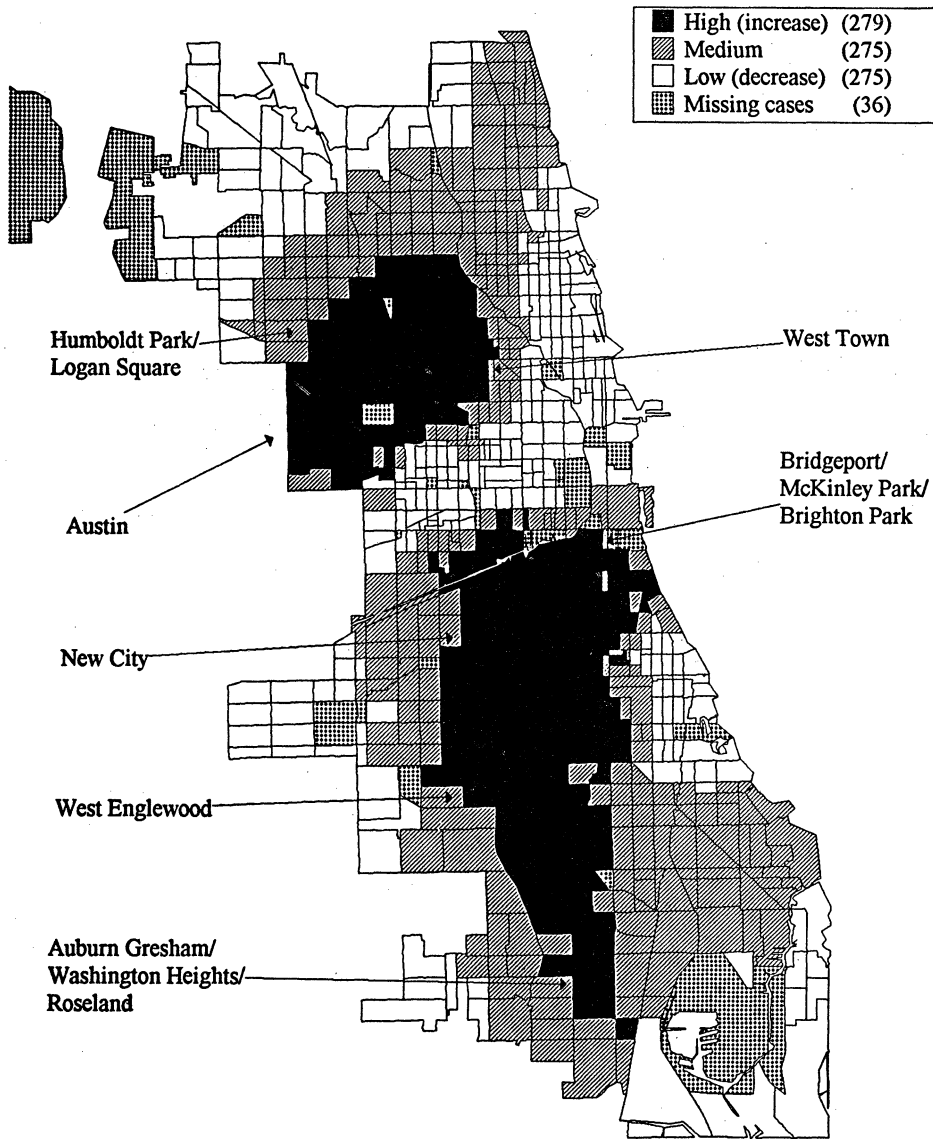 High (increase) (279)
Medium (275)
Low (decrease) (275)
Missing cases (36)
Humboldt Park/
Logan Square
West Town
Bridgeport/
McKinley Park/
Brighton Park
Austin
New City
West Englewood
Auburn Gresham/
Washington Heights/
Roseland